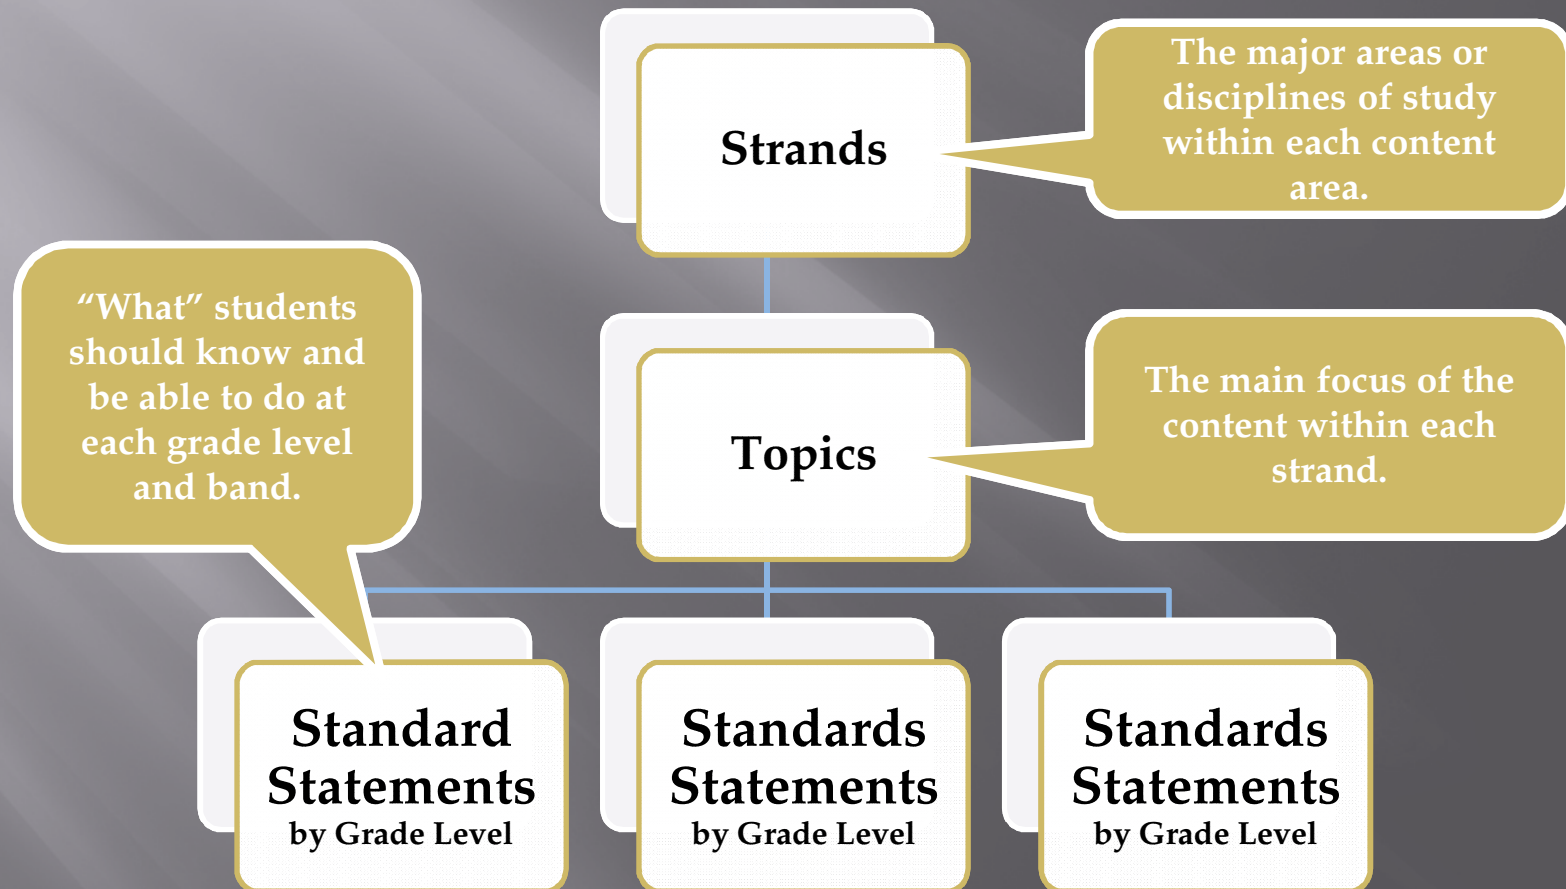 Strands
The major areas or
disciplines of study
within each content
area.
“What” students
should know and
be able to do at
each grade level
and band.
Topics
The main focus of the
content within each
strand.
Standard
Statements
by Grade Level
Standards
Statements
by Grade Level
Standards
Statements
by Grade Level